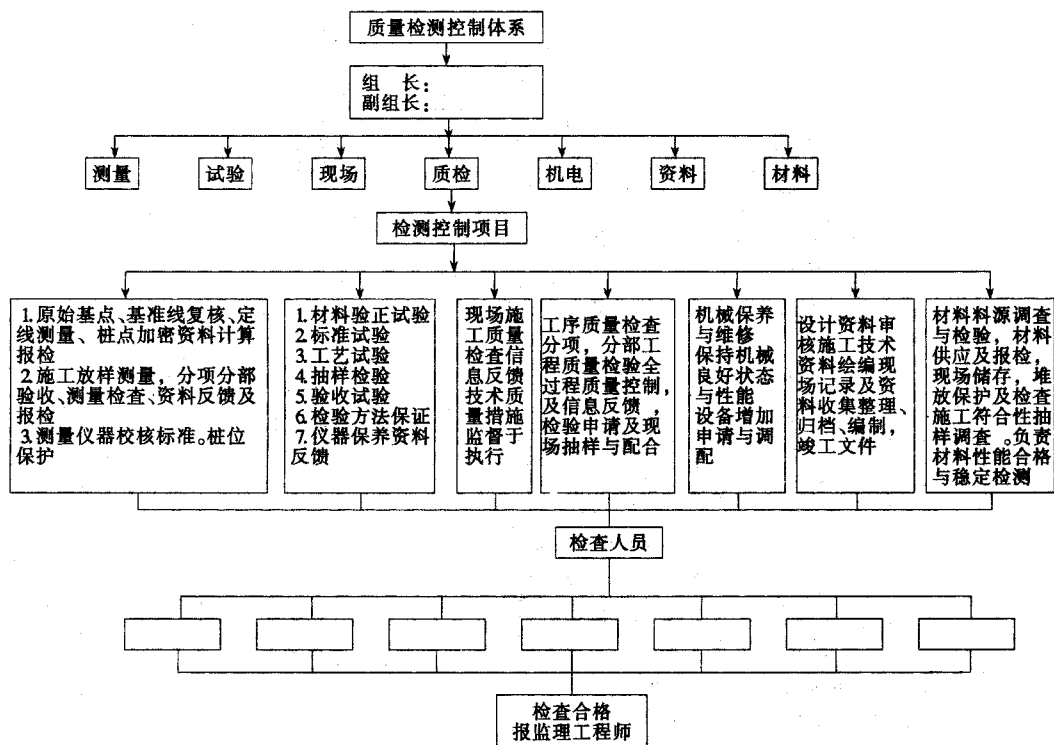 质量检测控制体系
组 长：
副组长：
测量
试验
现场
质检
机电
资料
材料
检测控制项目
1.原始基点、基准线复核、定
线测量、桩点加密资料计算
报检
2.施工放样测量，分项分部
验收、测量检查、资料反馈及
报检
3.测量仪器校核标准。桩位
保护
1.材料验正试验
2.标准试验
3.工艺试验
4.抽样检验
5.验收试验
6.检验方法保证
7.仪器保养资料
反馈
现场施
工质量
检查信
息反馈
技术质
量措施
监督于
执行
工序质量检查
分项，分部工
程质量检验全
过程质量控制，
及信息反馈，
检验申请及现
场抽样与配合
机械保养
与维修
保持机械
良好状态
与性能
设备增加
申请与调
配
设计资料审
核施工技术
资料绘编现
场记录及资
料收集整理、
归档、编制，
竣工文件
材料料源调查
与检验，材料
供应及报检，
现场储存，堆
放保护及检查
施工符合性抽
样调查。负责
材料性能合格
与稳定检测
检查人员
检查合格
报监理工程师